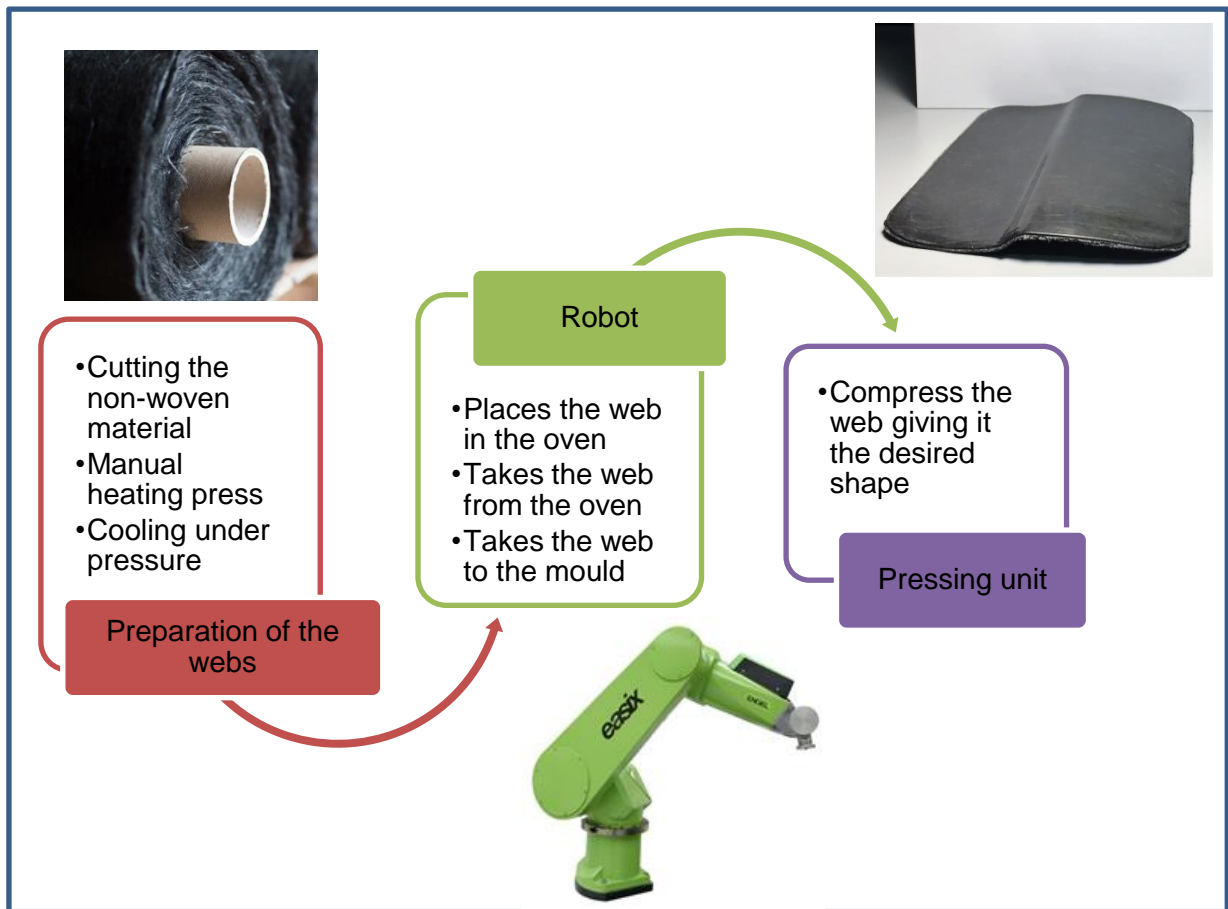 •Cutting the
non-woven
material
•Manual
heating press
•Cooling under
pressure
Preparation of the
webs
Robot
•Places the web
in the oven
•Takes the web
from the oven
•Takes the web
to the mould
•Compress the
web giving it
the desired
shape
Pressing unit
easix
ENGEL